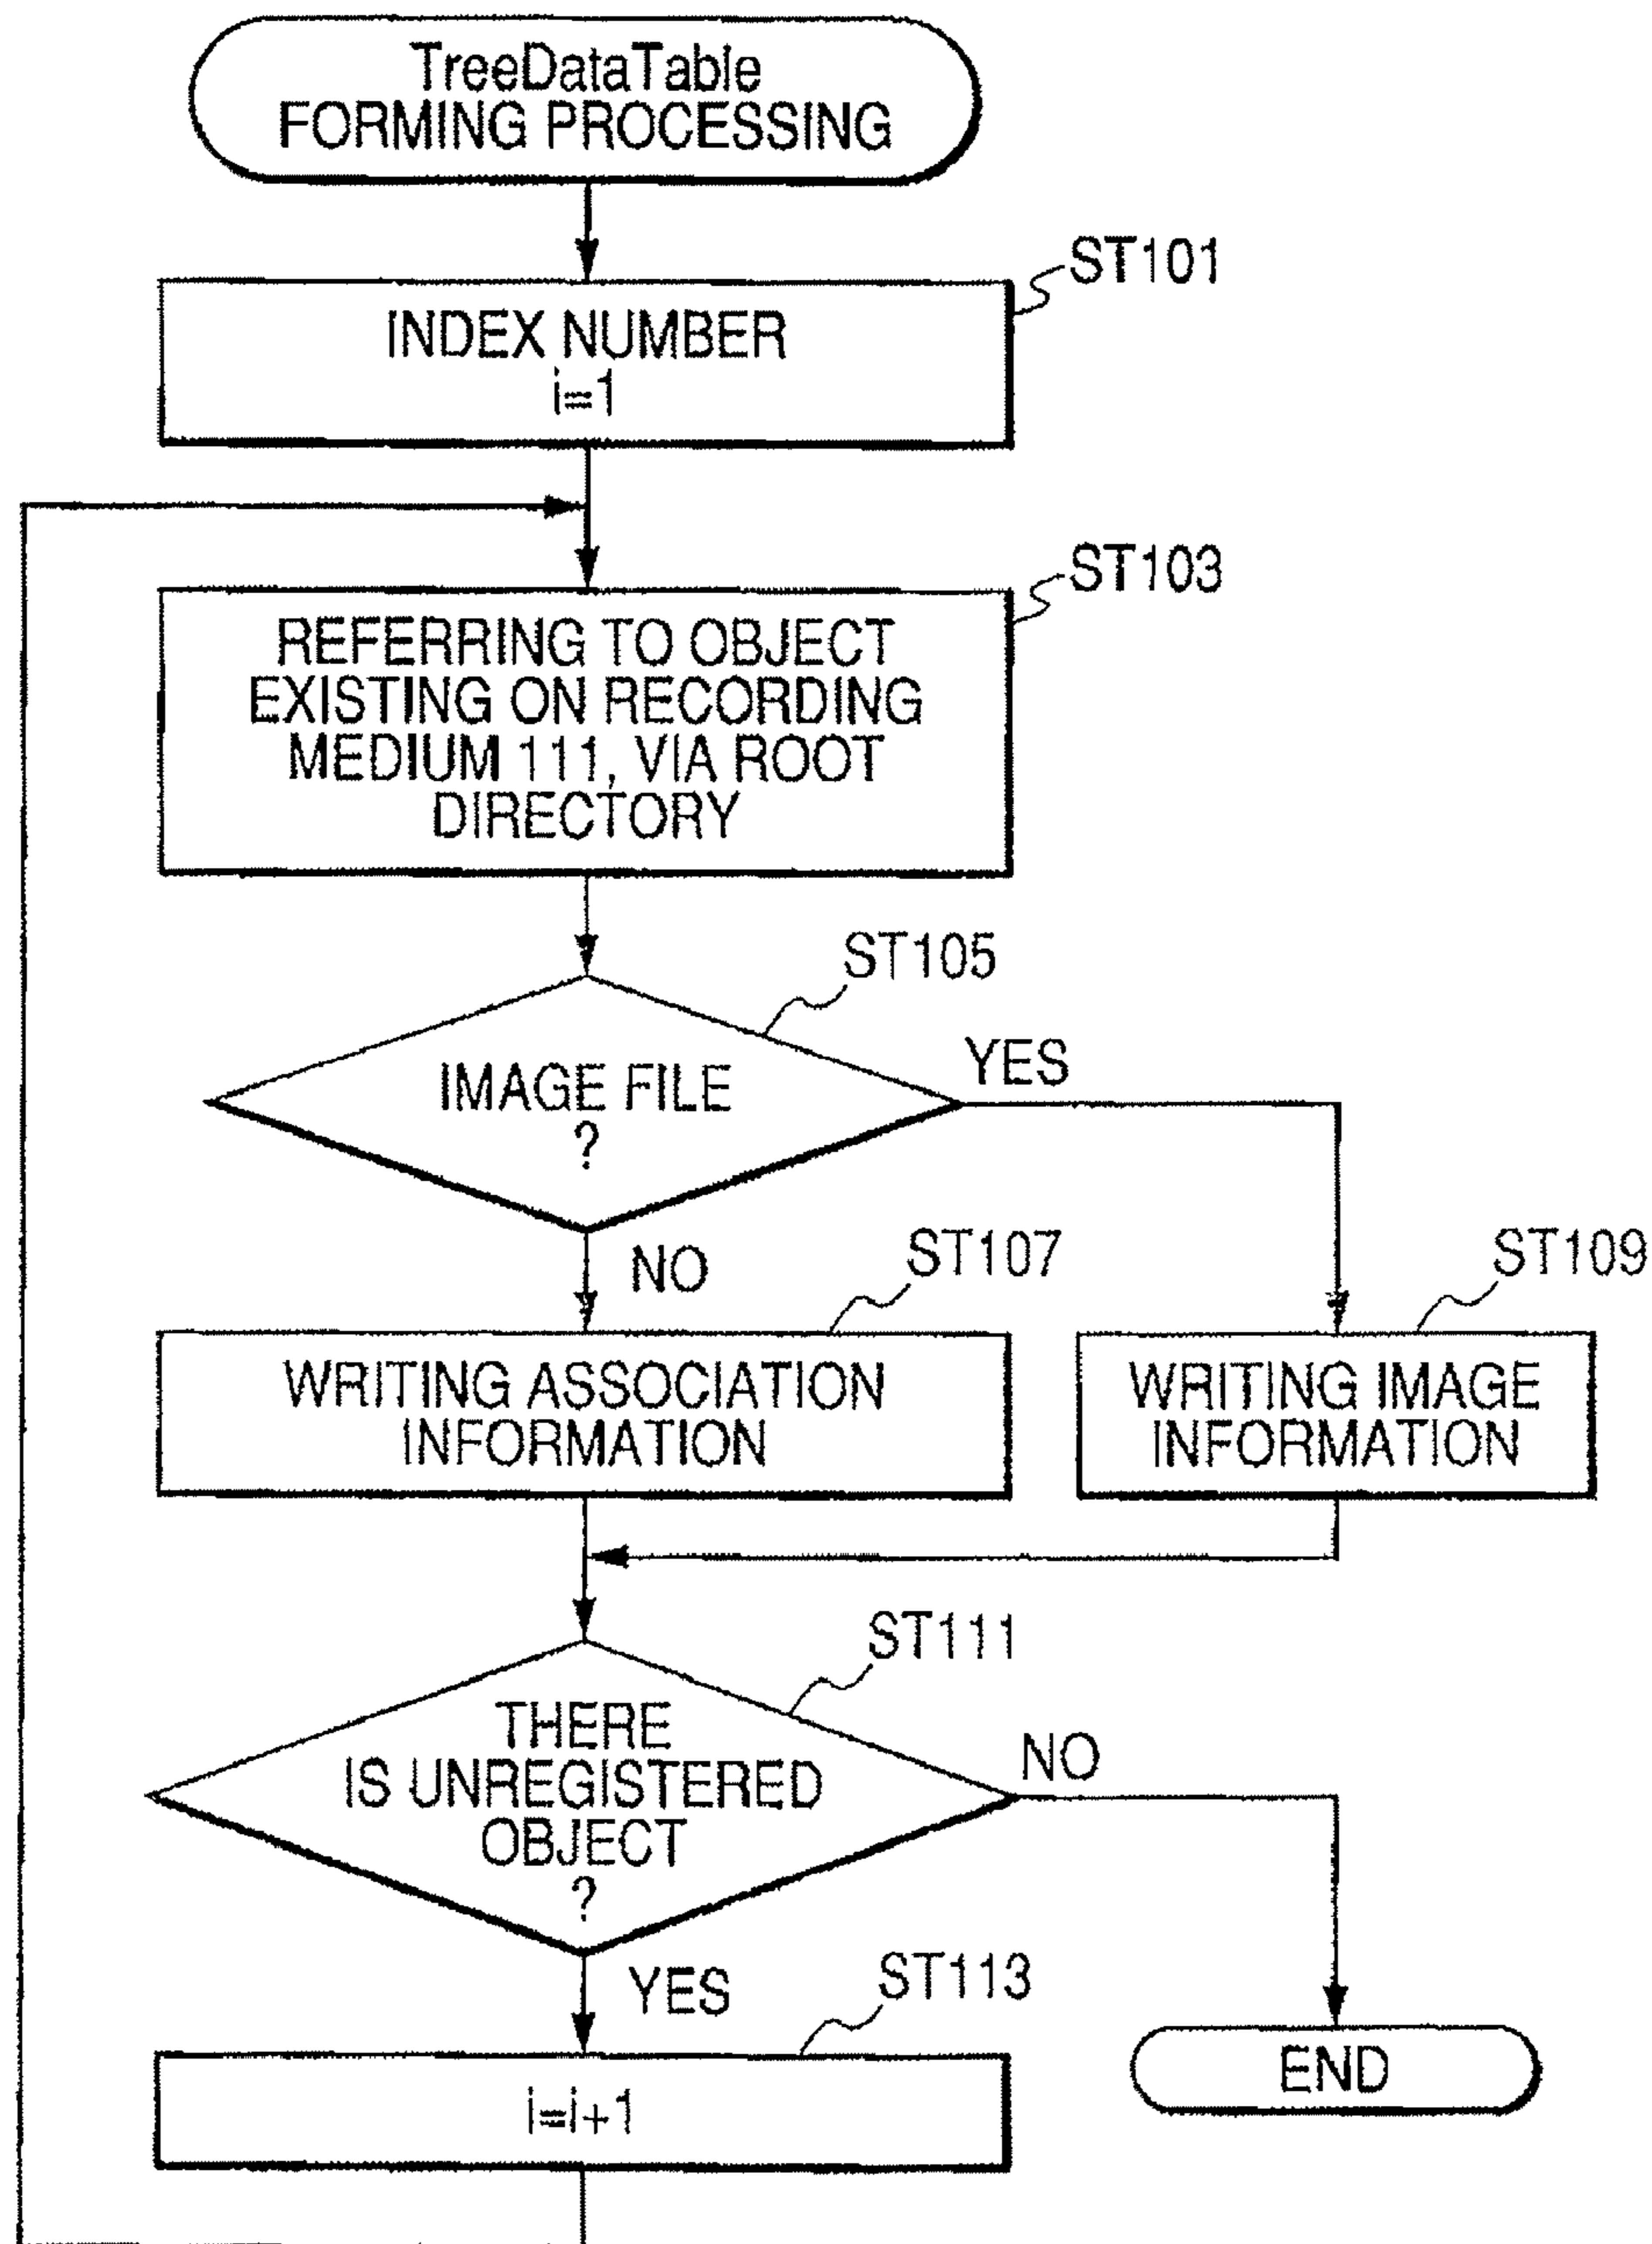 TreeDataTable
FORMING PROCESSING
ST101
INDEX NUMBER
i=1
ST103
REFERRING TO OBJECT
EXISTING ON RECORDING
MEDIUM 111, VIA ROOT
DIRECTORY
ST105
IMAGE FILE
?
YES
NO
ST107
ST109
WRITING ASSOCIATION
INFORMATION
WRITING IMAGE
INFORMATION
ST111
THERE
IS UNREGISTERED
OBJECT
?
NO
YES
ST113
i=i+1
END